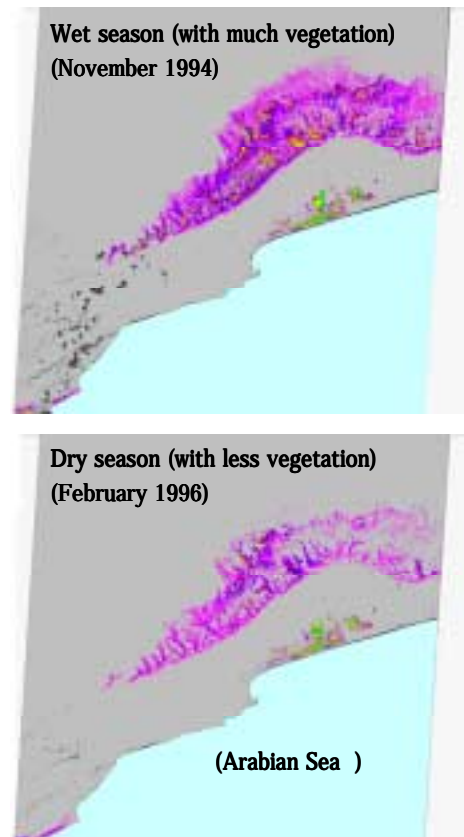 Wet season (with much vegetation)
(November 1994)
Dry season (with less vegetation)
(February 1996)
(Arabian Sea )